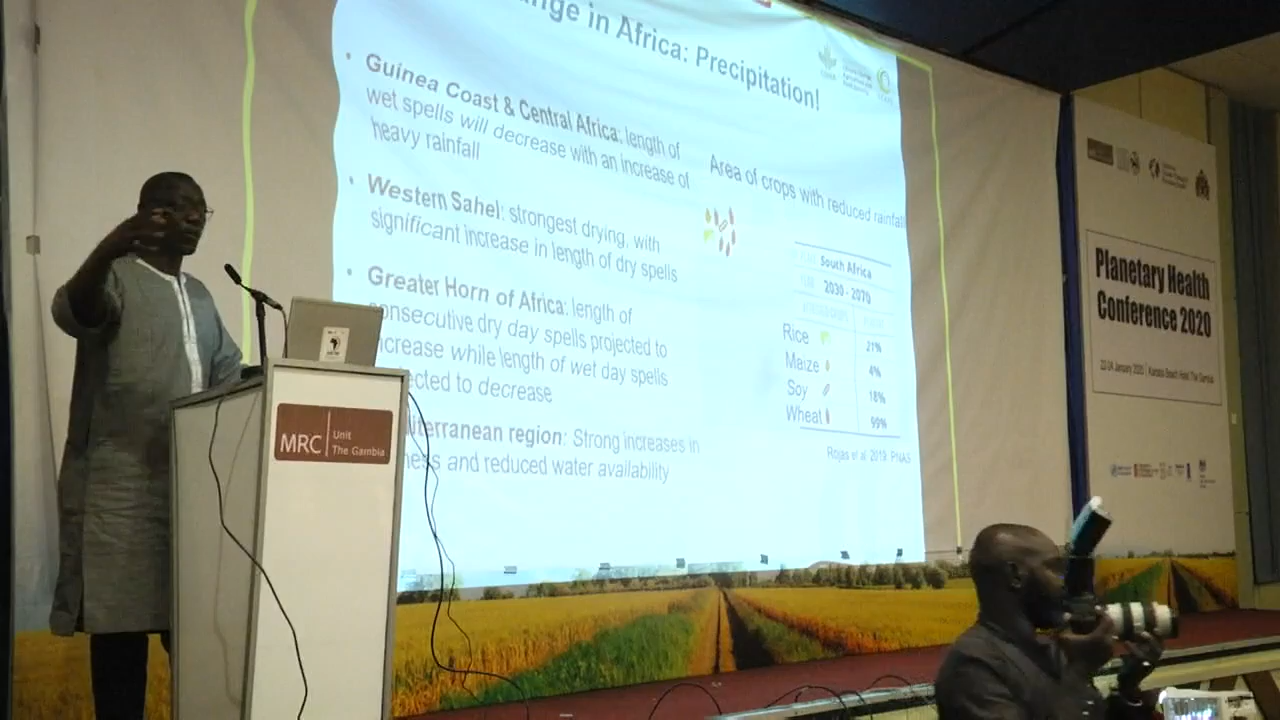 in Africa: Precipitation!
Guinea Coast & Central Africa: length of
wet spells will decrease with an increase of
heavy rainfall
Western Sahel: strongest drying, with
significant increase in length of dry spells
Greater Horn of Africa: length of
consecutive dry day spells projected to
increase while length of wet day spells
to decrease
region: Strong increases in
and reduced water availability
Area of crops with reduced rainfall
South Africa
2030 - 2070
Rice 21%
Maize 4%
Soy 18%
Wheat 99%
Rojas et al. 2019, PNAS
MRC Unit
The Gambia
Planetary Health
Conference 2020